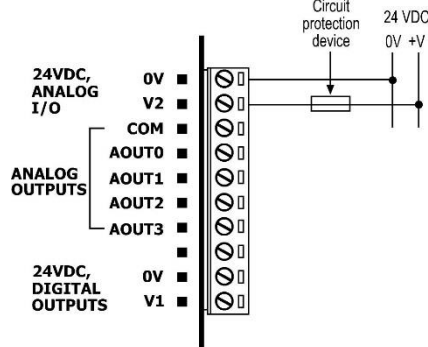 Circuit
protection
device
24 VDC
0V +V
24VDC,
ANALOG
I/O
0V
V2
COM
AOUT0
ANALOG
OUTPUTS
AOUT1
AOUT2
AOUT3
24VDC,
DIGITAL
OUTPUTS
0V
V1